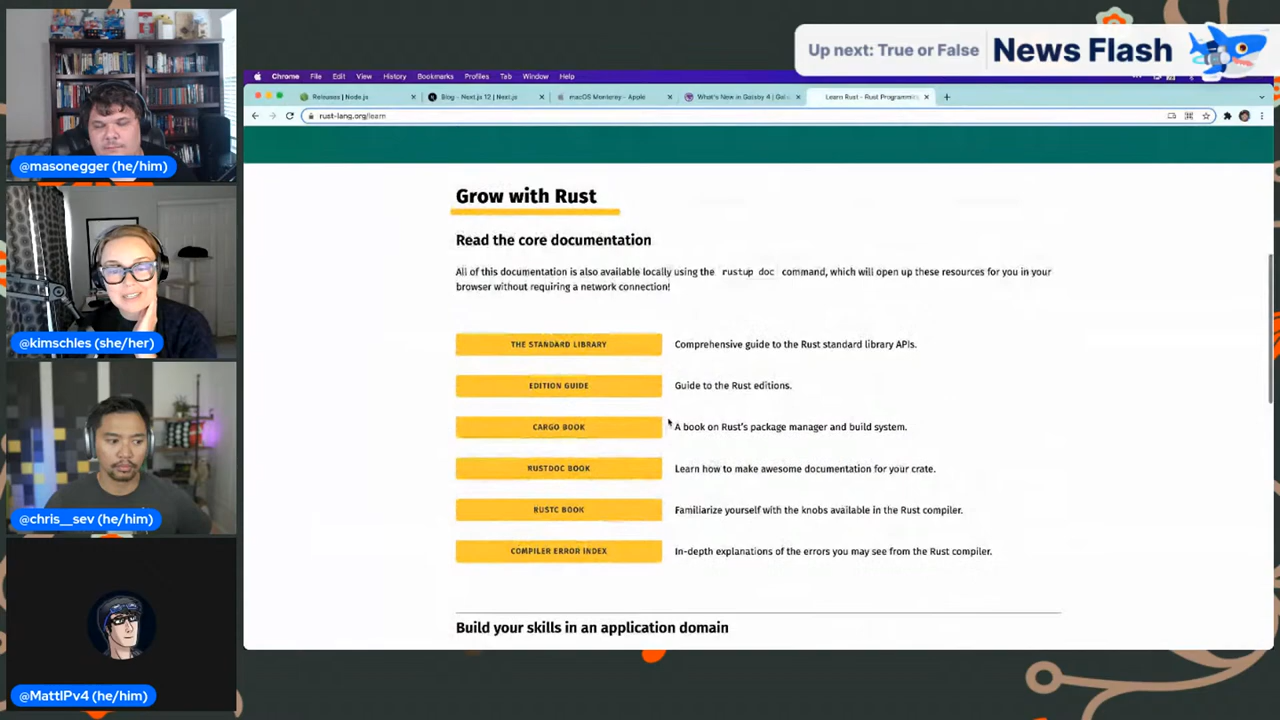 Up next: True or False
News Flash
Chrome File Edit View History Bookmarks Profiles Tab Window Help
Releases | Node.js
Blog - Next.js 12 | Next.js
macOS Monterey - Apple
What's New in Gatsby 4 | Gat
Learn Rust - Rust Programming
rust-lang.org/learn
@masonegger (he/him)
@kimschles (she/her)
@chris__sev (he/him)
@MattIPv4 (he/him)
Grow with Rust
Read the core documentation
All of this documentation is also available locally using the rustup doc command, which will open up these resources for you in your
browser without requiring a network connection!
THE STANDARD LIBRARY Comprehensive guide to the Rust standard library APIs.
EDITION GUIDE Guide to the Rust editions.
CARGO BOOK A book on Rust's package manager and build system.
RUSTDOC BOOK Learn how to make awesome documentation for your crate.
RUSTC BOOK Familiarize yourself with the knobs available in the Rust compiler.
COMPILER ERROR INDEX In-depth explanations of the errors you may see from the Rust compiler.
Build your skills in an application domain